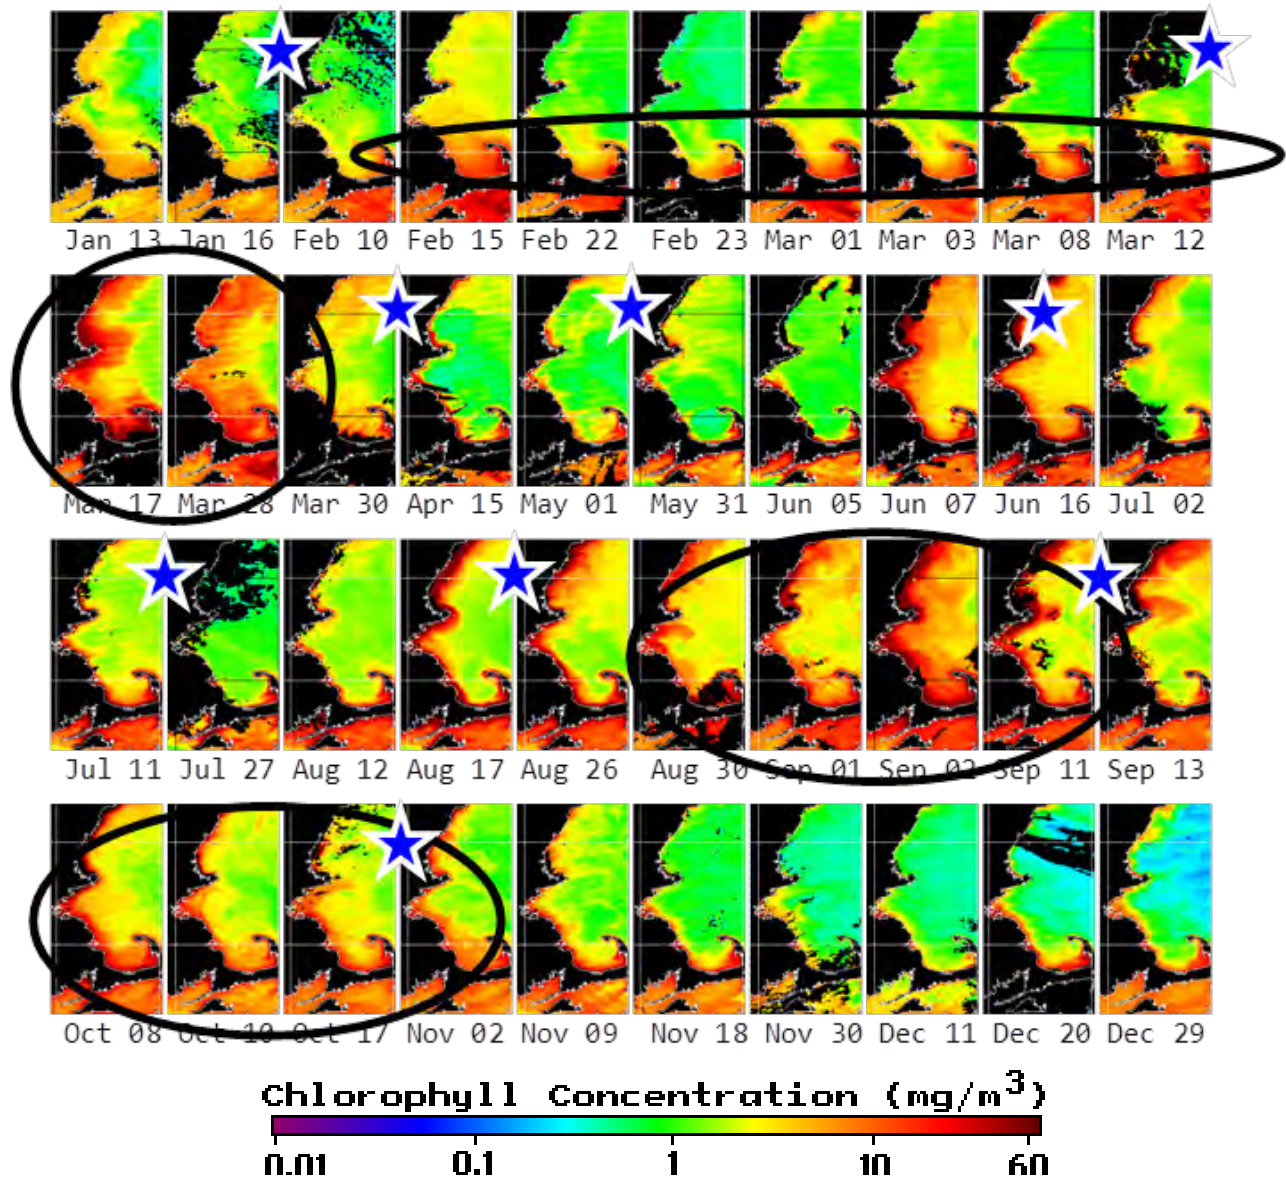 Jan 13 Jan 16 Feb 10 Feb 15 Feb 22 Feb 23 Mar 01 Mar 03 Mar 08 Mar 12
Mar 17 Mar 28 Mar 30 Apr 15 May 01 May 31 Jun 05 Jun 07 Jun 16 Jul 02
Jul 11 Jul 27 Aug 12 Aug 17 Aug 26 Aug 30 Sep 01 Sep 02 Sep 11 Sep 13
Oct 08 Oct 10 Oct 17 Nov 02 Nov 09 Nov 18 Nov 30 Dec 11 Dec 20 Dec 29
Chlorophyll Concentration (mg/m³)
0.01 0.1 1 10 60